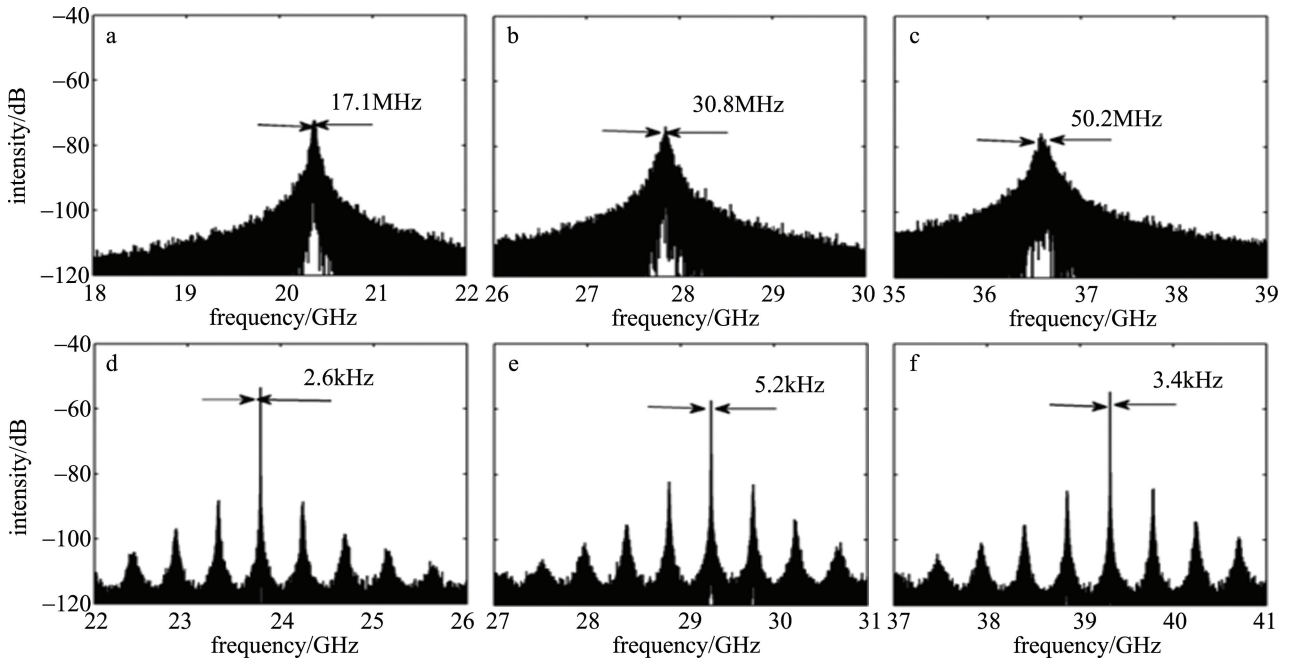 −40
−60
−80
−100
−120
intensity/dB
a
17.1MHz
18 19 20 21 22
frequency/GHz
b
30.8MHz
26 27 28 29 30
frequency/GHz
c
50.2MHz
35 36 37 38 39
frequency/GHz
−40
−60
−80
−100
−120
intensity/dB
d
2.6kHz
22 23 24 25 26
frequency/GHz
e
5.2kHz
27 28 29 30 31
frequency/GHz
f
3.4kHz
37 38 39 40 41
frequency/GHz